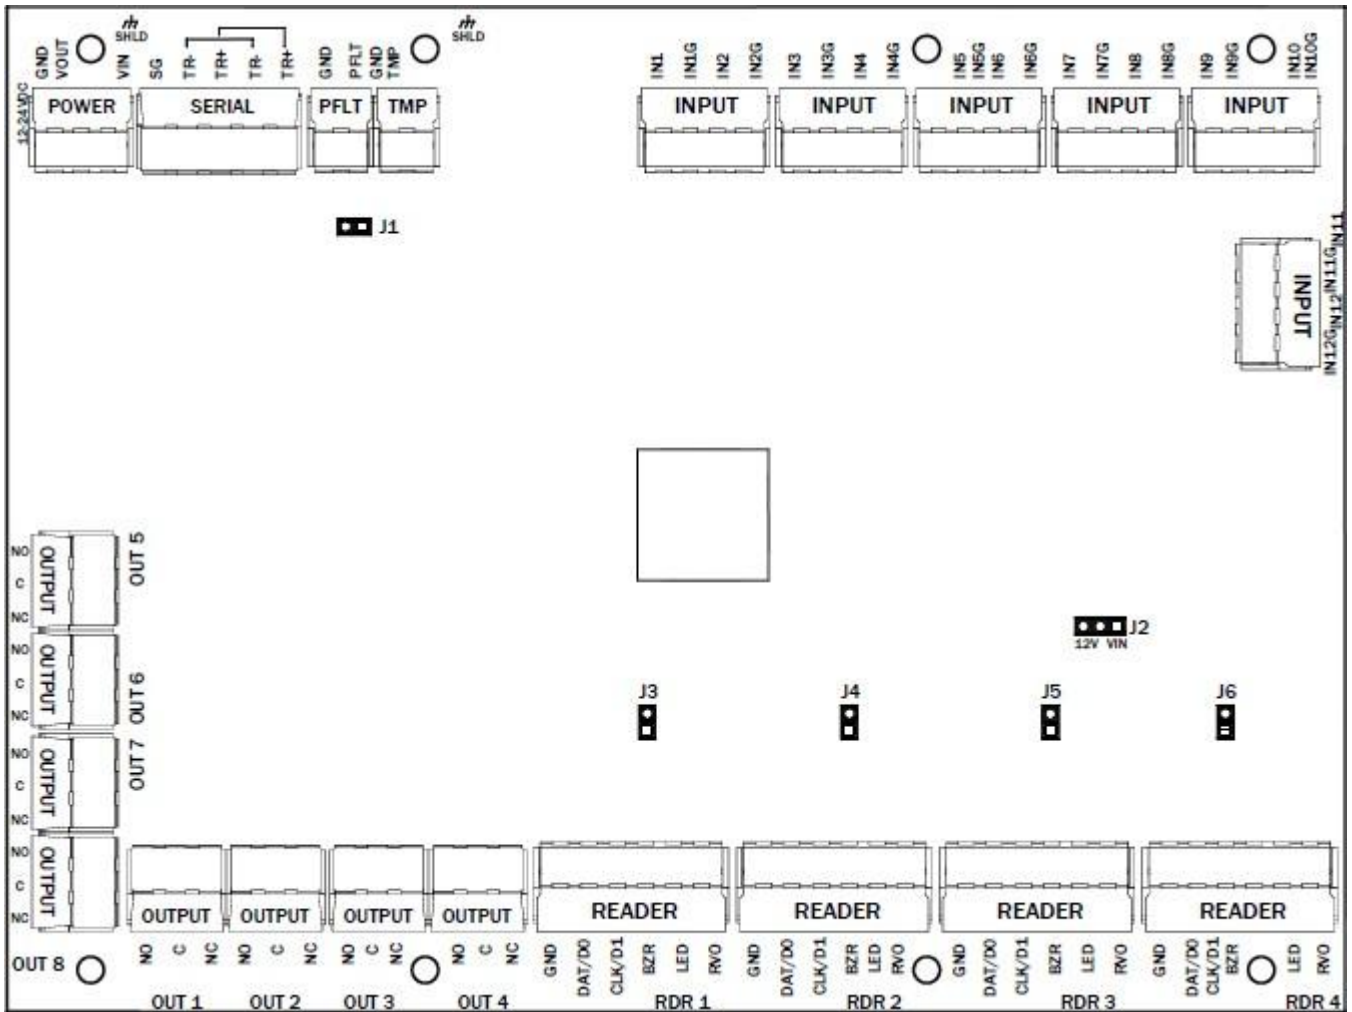 SHLD
SHLD
GND
VOUT
VIN
SG
TR-
TR+
TR-
TR+
GND
PFLT
GND
TMP
IN1
IN1G
IN2
IN2G
IN3
IN3G
IN4
IN4G
IN5
IN5G
IN6
IN6G
IN7
IN7G
IN8
IN8G
IN9
IN9G
IN10
IN10G
12-24VDC
POWER
SERIAL
PFLT
TMP
INPUT
INPUT
INPUT
INPUT
INPUT
J1
INPUT
IN11
IN11G
IN12
IN12G
NO
C
NC
OUTPUT
OUT 5
NO
C
NC
OUTPUT
OUT6
NO
C
NC
OUTPUT
OUT 7
NO
C
NC
OUTPUT
OUT 8
J2
12V VIN
J3
J4
J5
J6
OUTPUT
OUTPUT
OUTPUT
OUTPUT
READER
READER
READER
READER
NO
C
NC
NO
C
NC
NO
C
NC
NO
C
NC
GND
DAT/D0
CLK/D1
BZR
LED
RVO
GND
DAT/D0
CLK/D1
BZR
LED
RVO
GND
DAT/D0
CLK/D1
BZR
LED
RVO
GND
DAT/D0
CLK/D1
BZR
LED
RVO
OUT 1
OUT 2
OUT 3
OUT 4
RDR 1
RDR 2
RDR 3
RDR 4